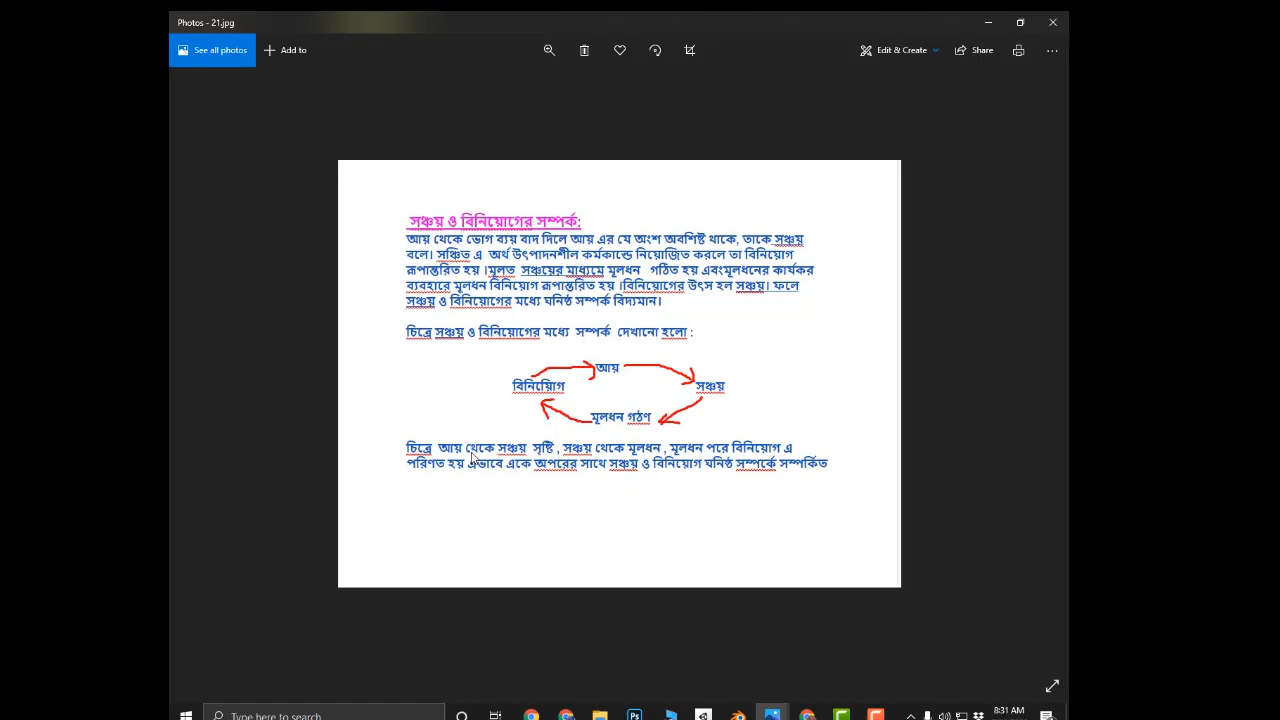 Photos - 21.jpg
See all photos
Add to
Edit & Create
Share
সঞ্চয় ও বিনিয়োগের সম্পর্ক:
আয় থেকে ভোগ ব্যয় বাদ দিলে আয় এর যে অংশ অবশিষ্ট থাকে, তাকে সঞ্চয়
বলে। সঞ্চিত এ অর্থ উৎপাদনশীল কর্মকান্ডে নিয়োজিত করলে তা বিনিয়োগ
রূপান্তরিত হয় ।মূলত সঞ্চয়ের মাধ্যমে মূলধন গঠিত হয় এবংমূলধনের কার্যকর
ব্যবহারে মূলধন বিনিয়োগ রূপান্তরিত হয় ।বিনিয়োগের উৎস হল সঞ্চয়। ফলে
সঞ্চয় ও বিনিয়োগের মধ্যে ঘনিষ্ঠ সম্পর্ক বিদ্যমান।
চিত্রে সঞ্চয় ও বিনিয়োগের মধ্যে সম্পর্ক দেখানো হলো :
আয়
বিনিয়োগ সঞ্চয়
মূলধন গঠণ
চিত্রে আয় থেকে সঞ্চয় সৃষ্টি , সঞ্চয় থেকে মূলধন , মূলধন পরে বিনিয়োগ এ
পরিণত হয় এভাবে একে অপরের সাথে সঞ্চয় ও বিনিয়োগ ঘনিষ্ঠ সম্পর্কে সম্পর্কিত
Type here to search
Ps
8:31 AM